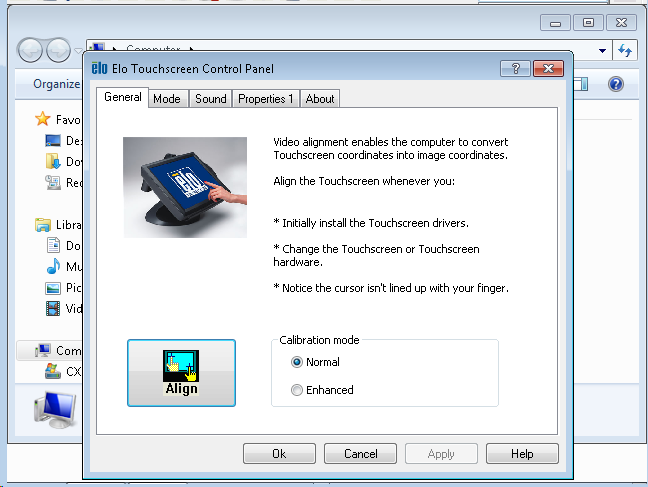 Computer
elo Elo Touchscreen Control Panel
Organize
General
Mode
Sound
Properties 1
About
Favo
Des
Dov
Rec
Libra
Do
Mu
Pic
Vid
Com
CX
Video alignment enables the computer to convert
Touchscreen coordinates into image coordinates.
Align the Touchscreen whenever you:
* Initially install the Touchscreen drivers.
* Change the Touchscreen or Touchscreen
hardware.
* Notice the cursor isn't lined up with your finger.
elo
Align
Calibration mode
Normal
Enhanced
Ok
Cancel
Apply
Help